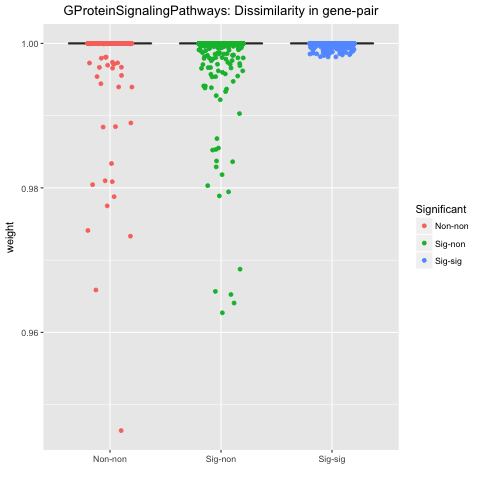 GProteinSignalingPathways: Dissimilarity in gene-pair
1.00
0.98
0.96
weight
Non-non
Sig-non
Sig-sig
Significant
Non-non
Sig-non
Sig-sig